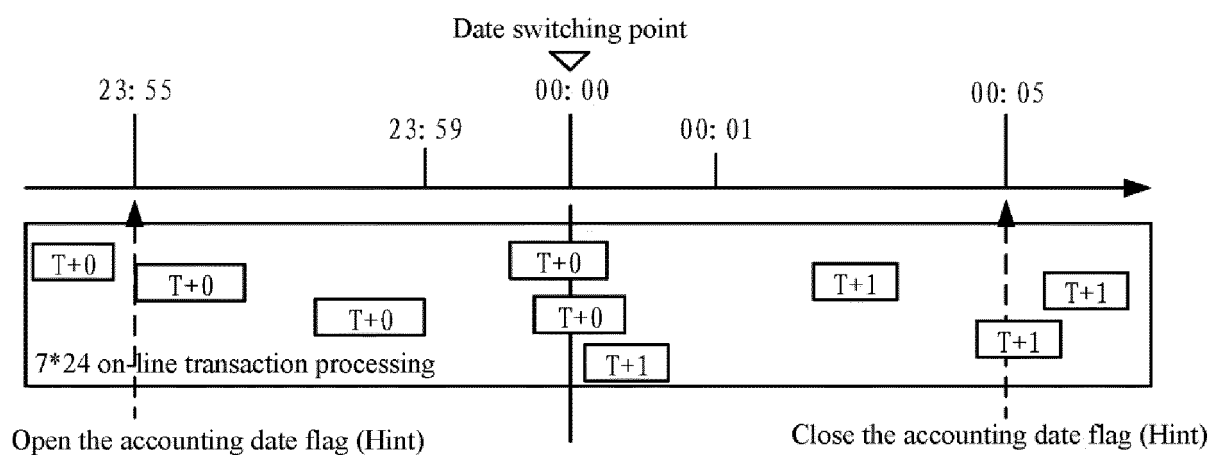 Date switching point
23: 55
00: 00
00: 05
23: 59
00: 01
T+0
T+0
T+0
T+0
T+0
T+1
T+1
T+1
T+1
7*24 on-line transaction processing
Open the accounting date flag (Hint)
Close the accounting date flag (Hint)